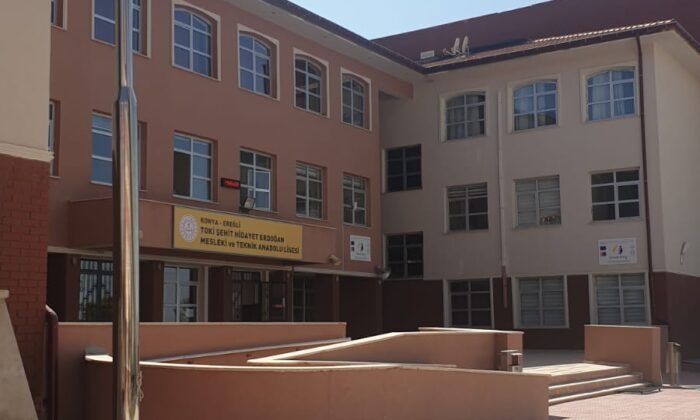 KONYA - EREĞLİ
TOKİ ŞEHİT HİDAYET ERDOĞAN
MESLEKİ ve TEKNİK ANADOLU LİSESİ